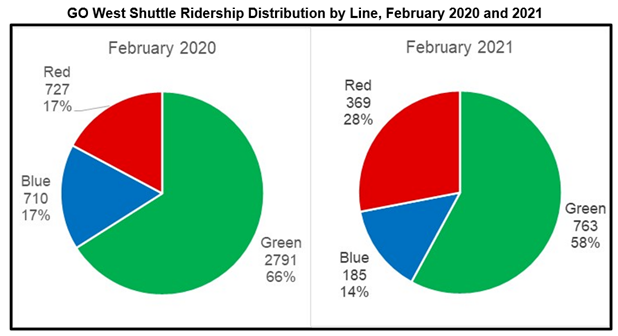 GO West Shuttle Ridership Distribution by Line, February 2020 and 2021
February 2020
Red
727
17%
Blue
710
17%
Green
2791
66%
February 2021
Red
369
28%
Blue
185
14%
Green
763
58%